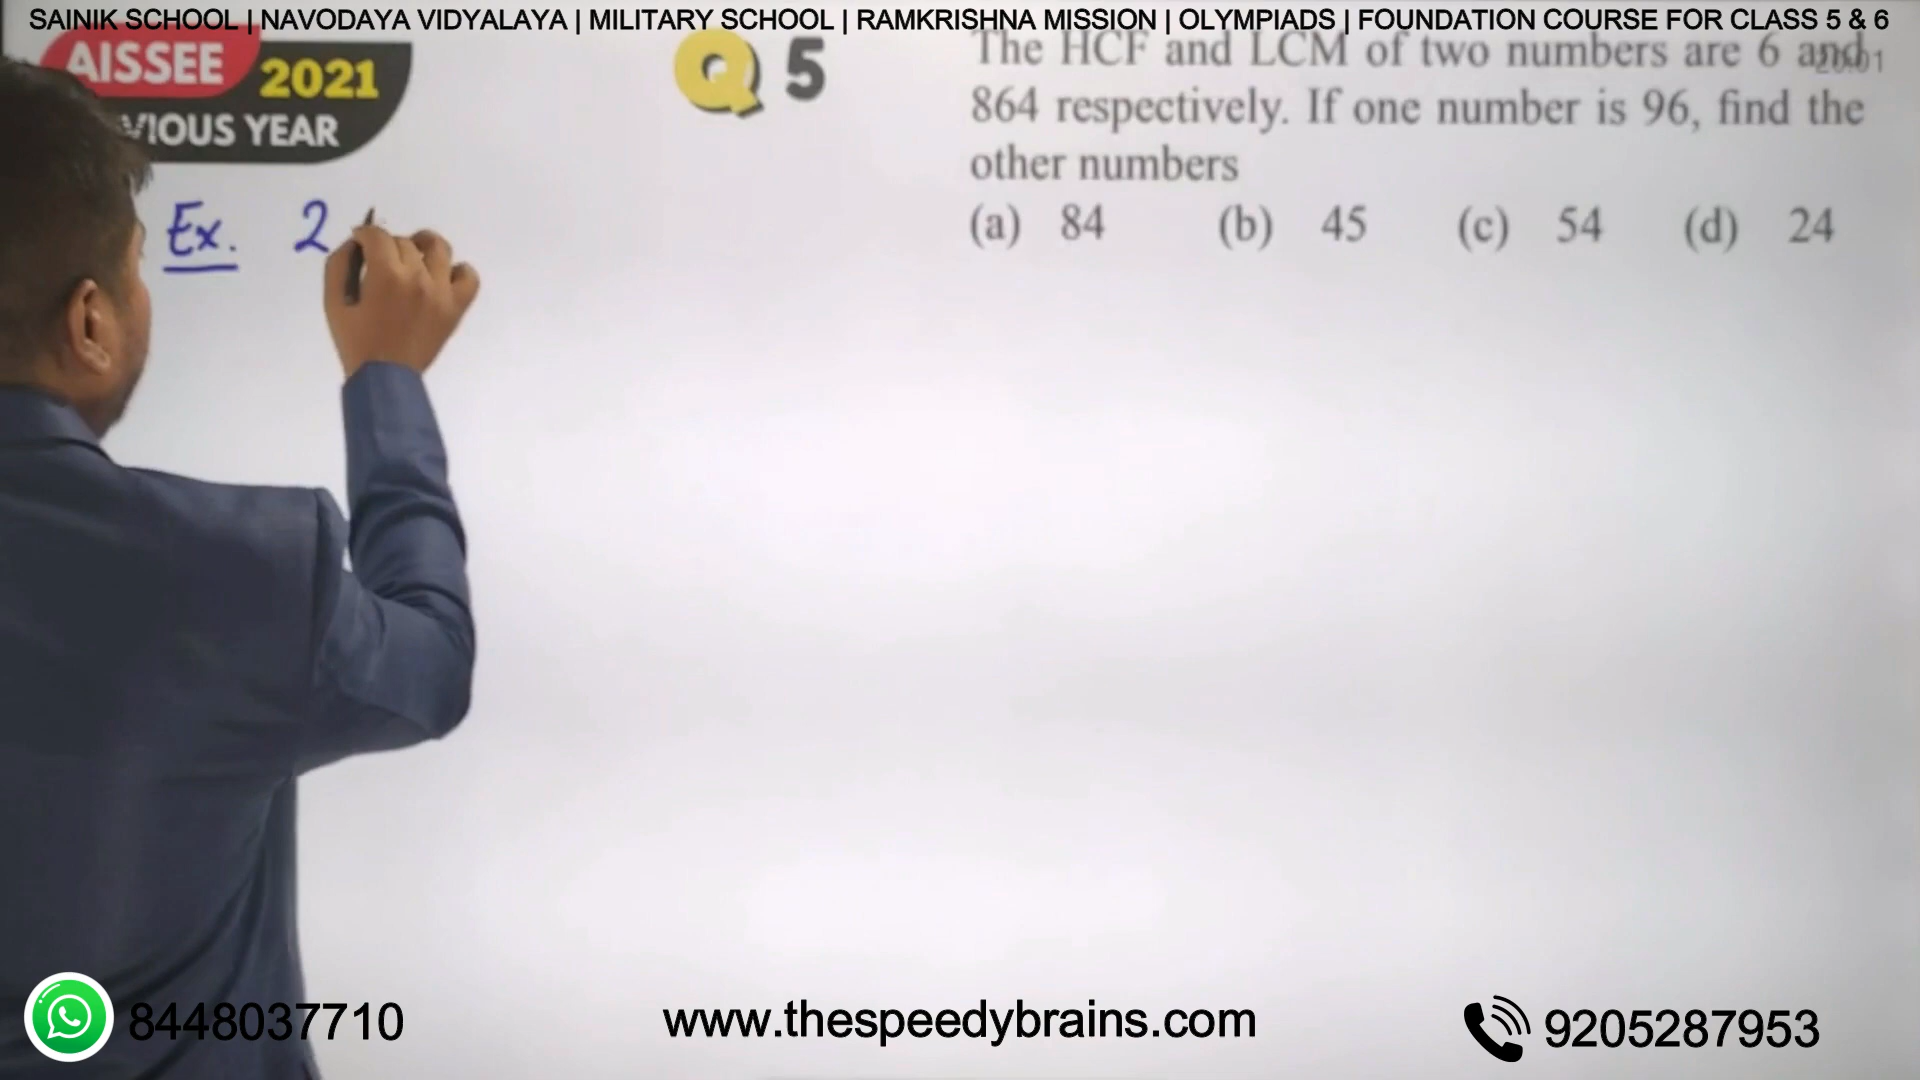 SAINIK SCHOOL | NAVODAYA VIDYALAYA | MILITARY SCHOOL | RAMKRISHNA MISSION | OLYMPIADS | FOUNDATION COURSE FOR CLASS 5 & 6
AISSEE 2021
VIOUS YEAR
Q 5
The HCF and LCM of two numbers are 6 and
864 respectively. If one number is 96, find the
other numbers
(a) 84 (b) 45 (c) 54 (d) 24
Ex. 2
8448037710
www.thespeedybrains.com
9205287953